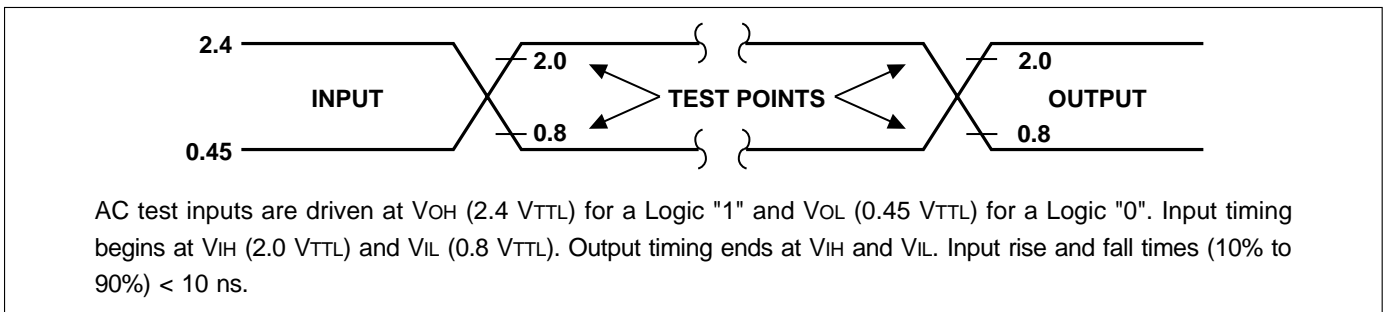 2.4
2.0
2.0
INPUT
TEST POINTS
OUTPUT
0.8
0.8
0.45
AC test inputs are driven at VOH (2.4 VTTL) for a Logic "1" and VOL (0.45 VTTL) for a Logic "0". Input timing
begins at VIH (2.0 VTTL) and VIL (0.8 VTTL). Output timing ends at VIH and VIL. Input rise and fall times (10% to
90%) < 10 ns.